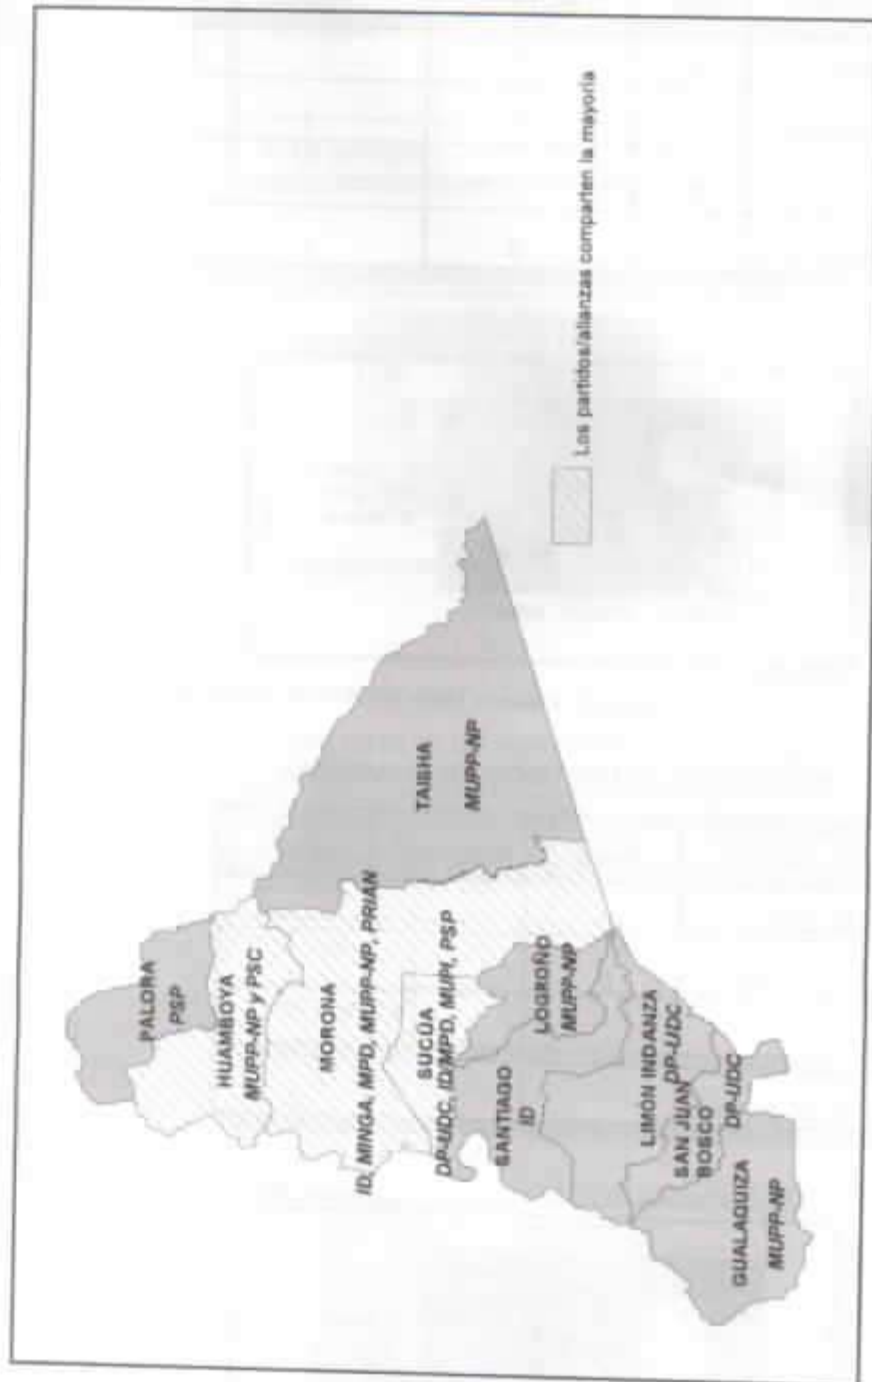 PALORA
PSP
HUAMBOYA
MUPP-NP y PSC
MORONA
ID, MINGA, MPD, MUPP-NP, PRIAN
TAISHA
MUPP-NP
SUCÚA
DP-UDC, ID/MPD, MUPI, PSP
LOGROÑO
MUPP-NP
SANTIAGO
ID
LIMON INDANZA
DP-UDC
SAN JUAN
BOSCO
DP-UDC
GUALAQUIZA
MUPP-NP
Los partidos/alianzas comparten la mayoría